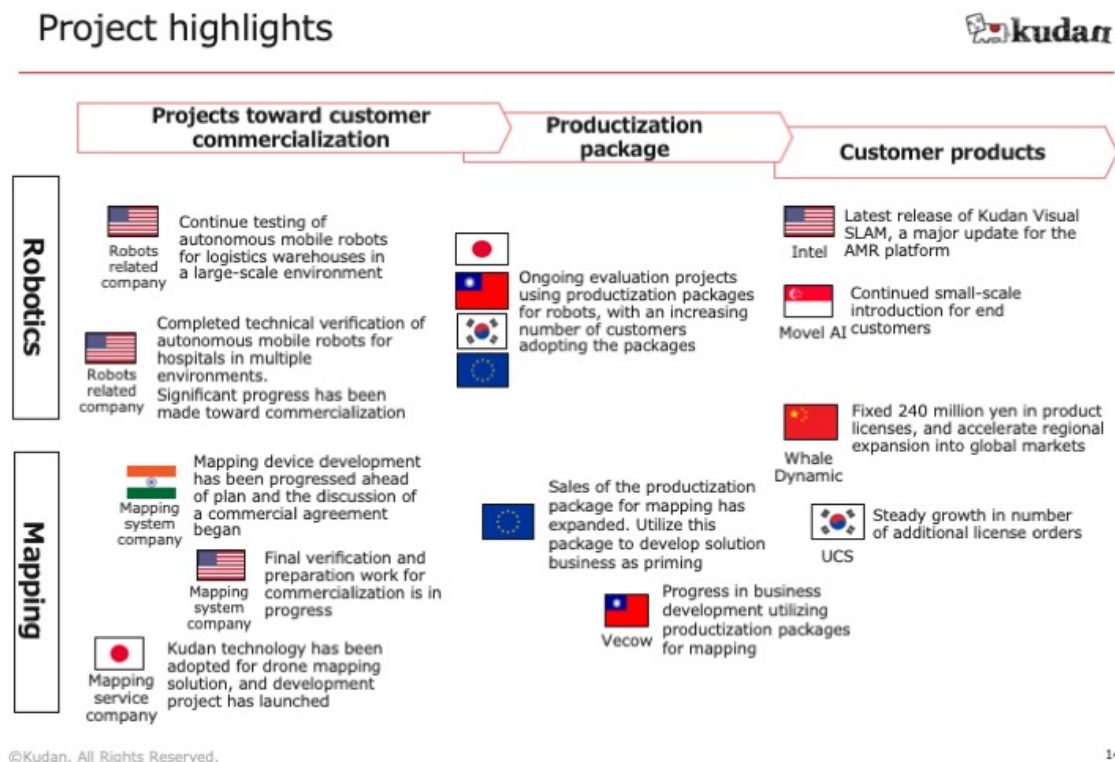 Project highlights
kudan
Projects toward customer
commercialization
Productization
package
Customer products
Robotics
Robots
related
company
Continue testing of
autonomous mobile robots
for logistics warehouses in
a large-scale environment
Robots
related
company
Completed technical verification of
autonomous mobile robots for
hospitals in multiple
environments.
Significant progress has been
made toward commercialization
Ongoing evaluation projects
using productization packages
for robots, with an increasing
number of customers
adopting the packages
Intel
Latest release of Kudan Visual
SLAM, a major update for the
AMR platform
Movel AI
Continued small-scale
introduction for end
customers
Mapping
Mapping
system
company
Mapping device development
has been progressed ahead
of plan and the discussion of
a commercial agreement
began
Mapping
system
company
Final verification and
preparation work for
commercialization is in
progress
Mapping
service
company
Kudan technology has been
adopted for drone mapping
solution, and development
project has launched
Sales of the productization
package for mapping has
expanded. Utilize this
package to develop solution
business as priming
Vecow
Progress in business
development utilizing
productization packages
for mapping
Whale
Dynamic
Fixed 240 million yen in product
licenses, and accelerate regional
expansion into global markets
UCS
Steady growth in number
of additional license orders
©Kudan. All Rights Reserved.
14